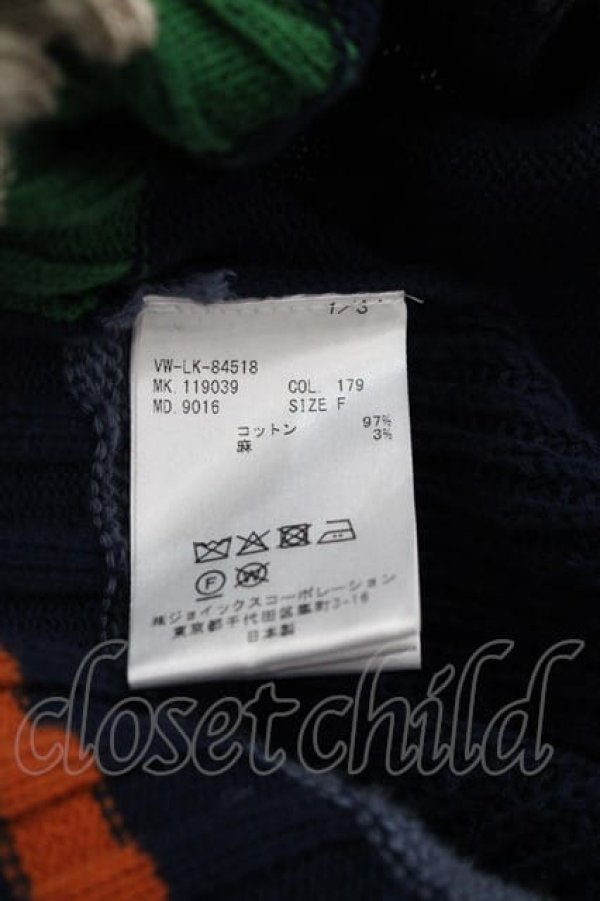 1/3
VW-LK-84518
MK. 119039 COL. 179
MD. 9016 SIZE F
コットン 97%
麻 3%
F
W
㈱ジョイックスコーポレーション
東京都千代田区麹町3-16
日本製
closet child